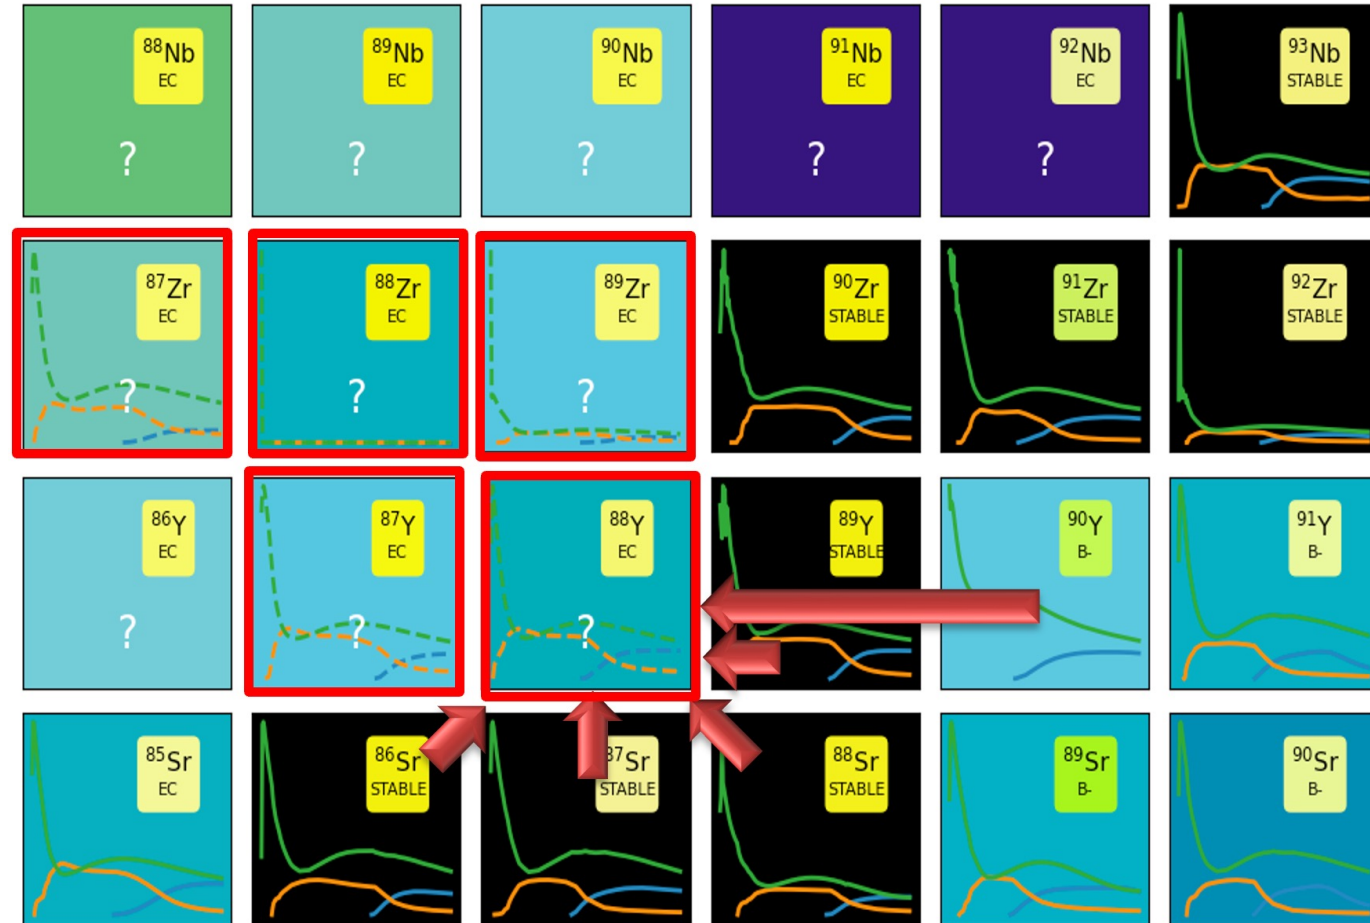 88Nb
EC
?
89Nb
EC
?
90Nb
EC
?
91Nb
EC
?
92Nb
EC
?
93Nb
STABLE
87Zr
EC
?
88Zr
EC
?
89Zr
EC
?
90Zr
STABLE
91Zr
STABLE
92Zr
STABLE
86Y
EC
?
87Y
EC
?
88Y
EC
?
89Y
STABLE
90Y
B-
91Y
B-
85Sr
EC
86Sr
STABLE
87Sr
STABLE
88Sr
STABLE
89Sr
B-
90Sr
B-